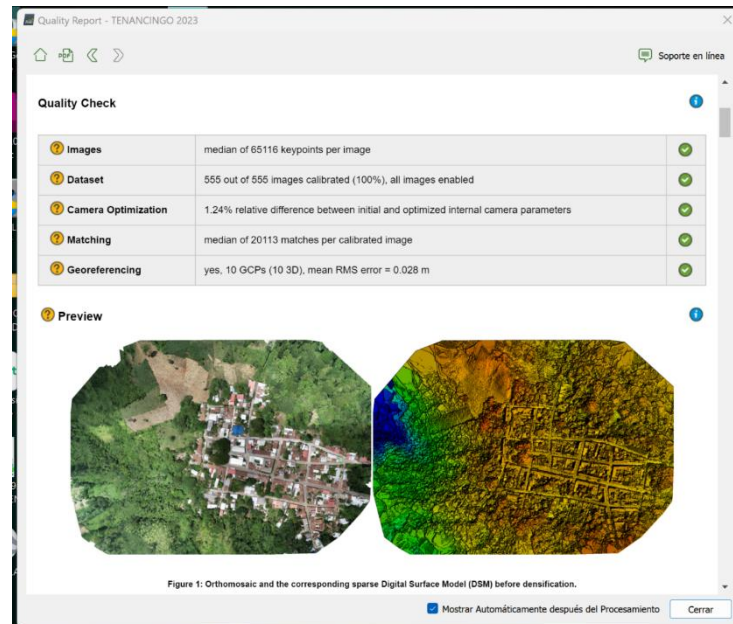 Quality Report - TENANCINGO 2023
Soporte en línea
Quality Check
Images median of 65116 keypoints per image
Dataset 555 out of 555 images calibrated (100%), all images enabled
Camera Optimization 1.24% relative difference between initial and optimized internal camera parameters
Matching median of 20113 matches per calibrated image
Georeferencing yes, 10 GCPs (10 3D), mean RMS error = 0.028 m
Preview
Figure 1: Orthomosaic and the corresponding sparse Digital Surface Model (DSM) before densification.
Mostrar Automáticamente después del Procesamiento
Cerrar